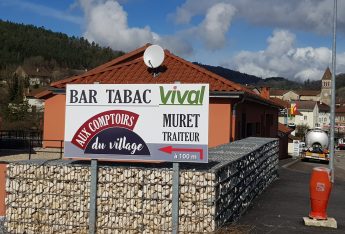 BAR TABAC Vival
AUX COMPTOIRS
du village
MURET
TRAITEUR
à 100 m